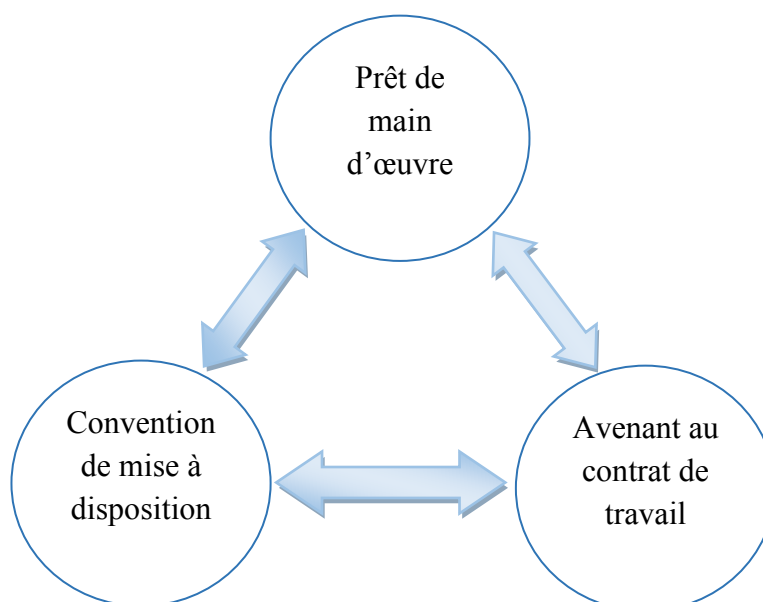 Prêt de
main
d’œuvre
Convention
de mise à
disposition
Avenant au
contrat de
travail